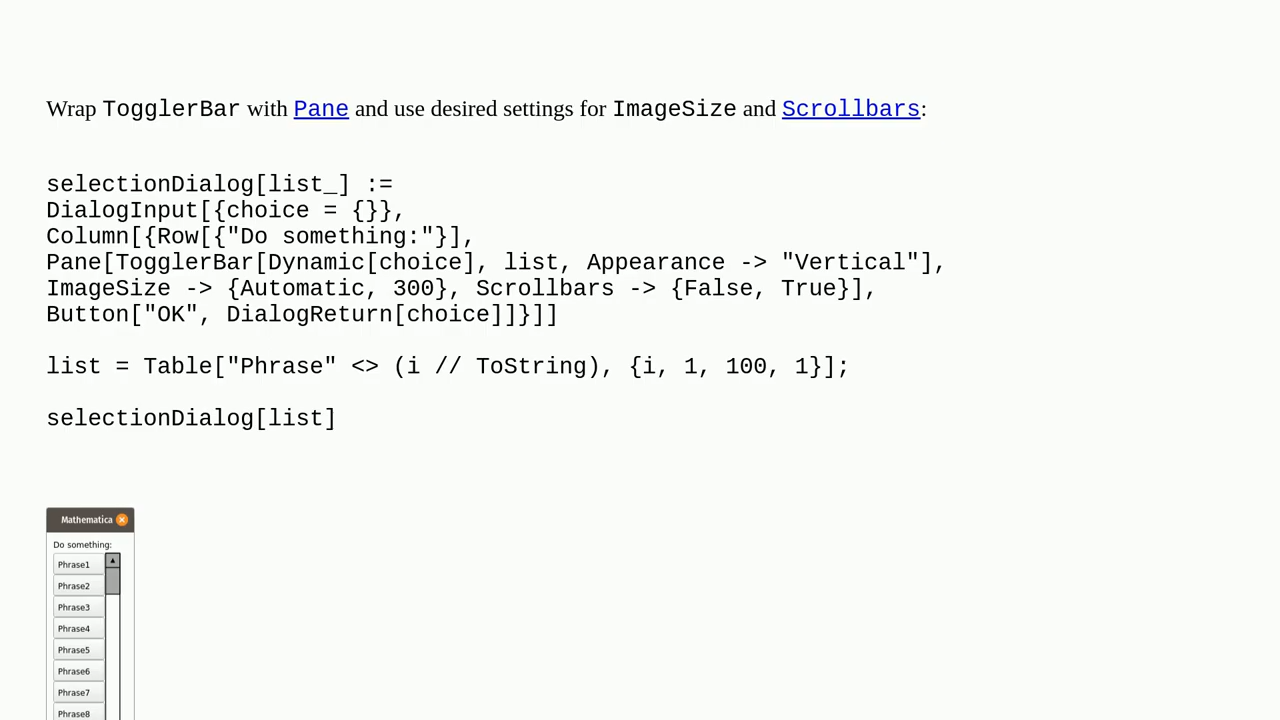 Wrap TogglerBar with Pane and use desired settings for ImageSize and Scrollbars:
selectionDialog[list_] :=
DialogInput[{choice = {}},
Column[{Row[{"Do something:"}],
Pane[TogglerBar[Dynamic[choice], list, Appearance -> "Vertical"],
ImageSize -> {Automatic, 300}, Scrollbars -> {False, True}],
Button["OK", DialogReturn[choice]]}]]
list = Table["Phrase" <> (i // ToString), {i, 1, 100, 1}];
selectionDialog[list]
Mathematica
Do something:
Phrase1
Phrase2
Phrase3
Phrase4
Phrase5
Phrase6
Phrase7
Phrase8